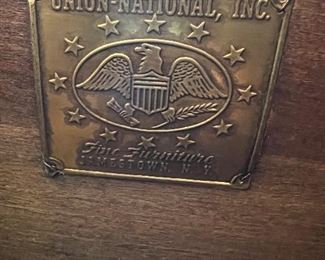 UNION-NATIONAL, INC.
Fine Furniture
JAMESTOWN, N.Y.